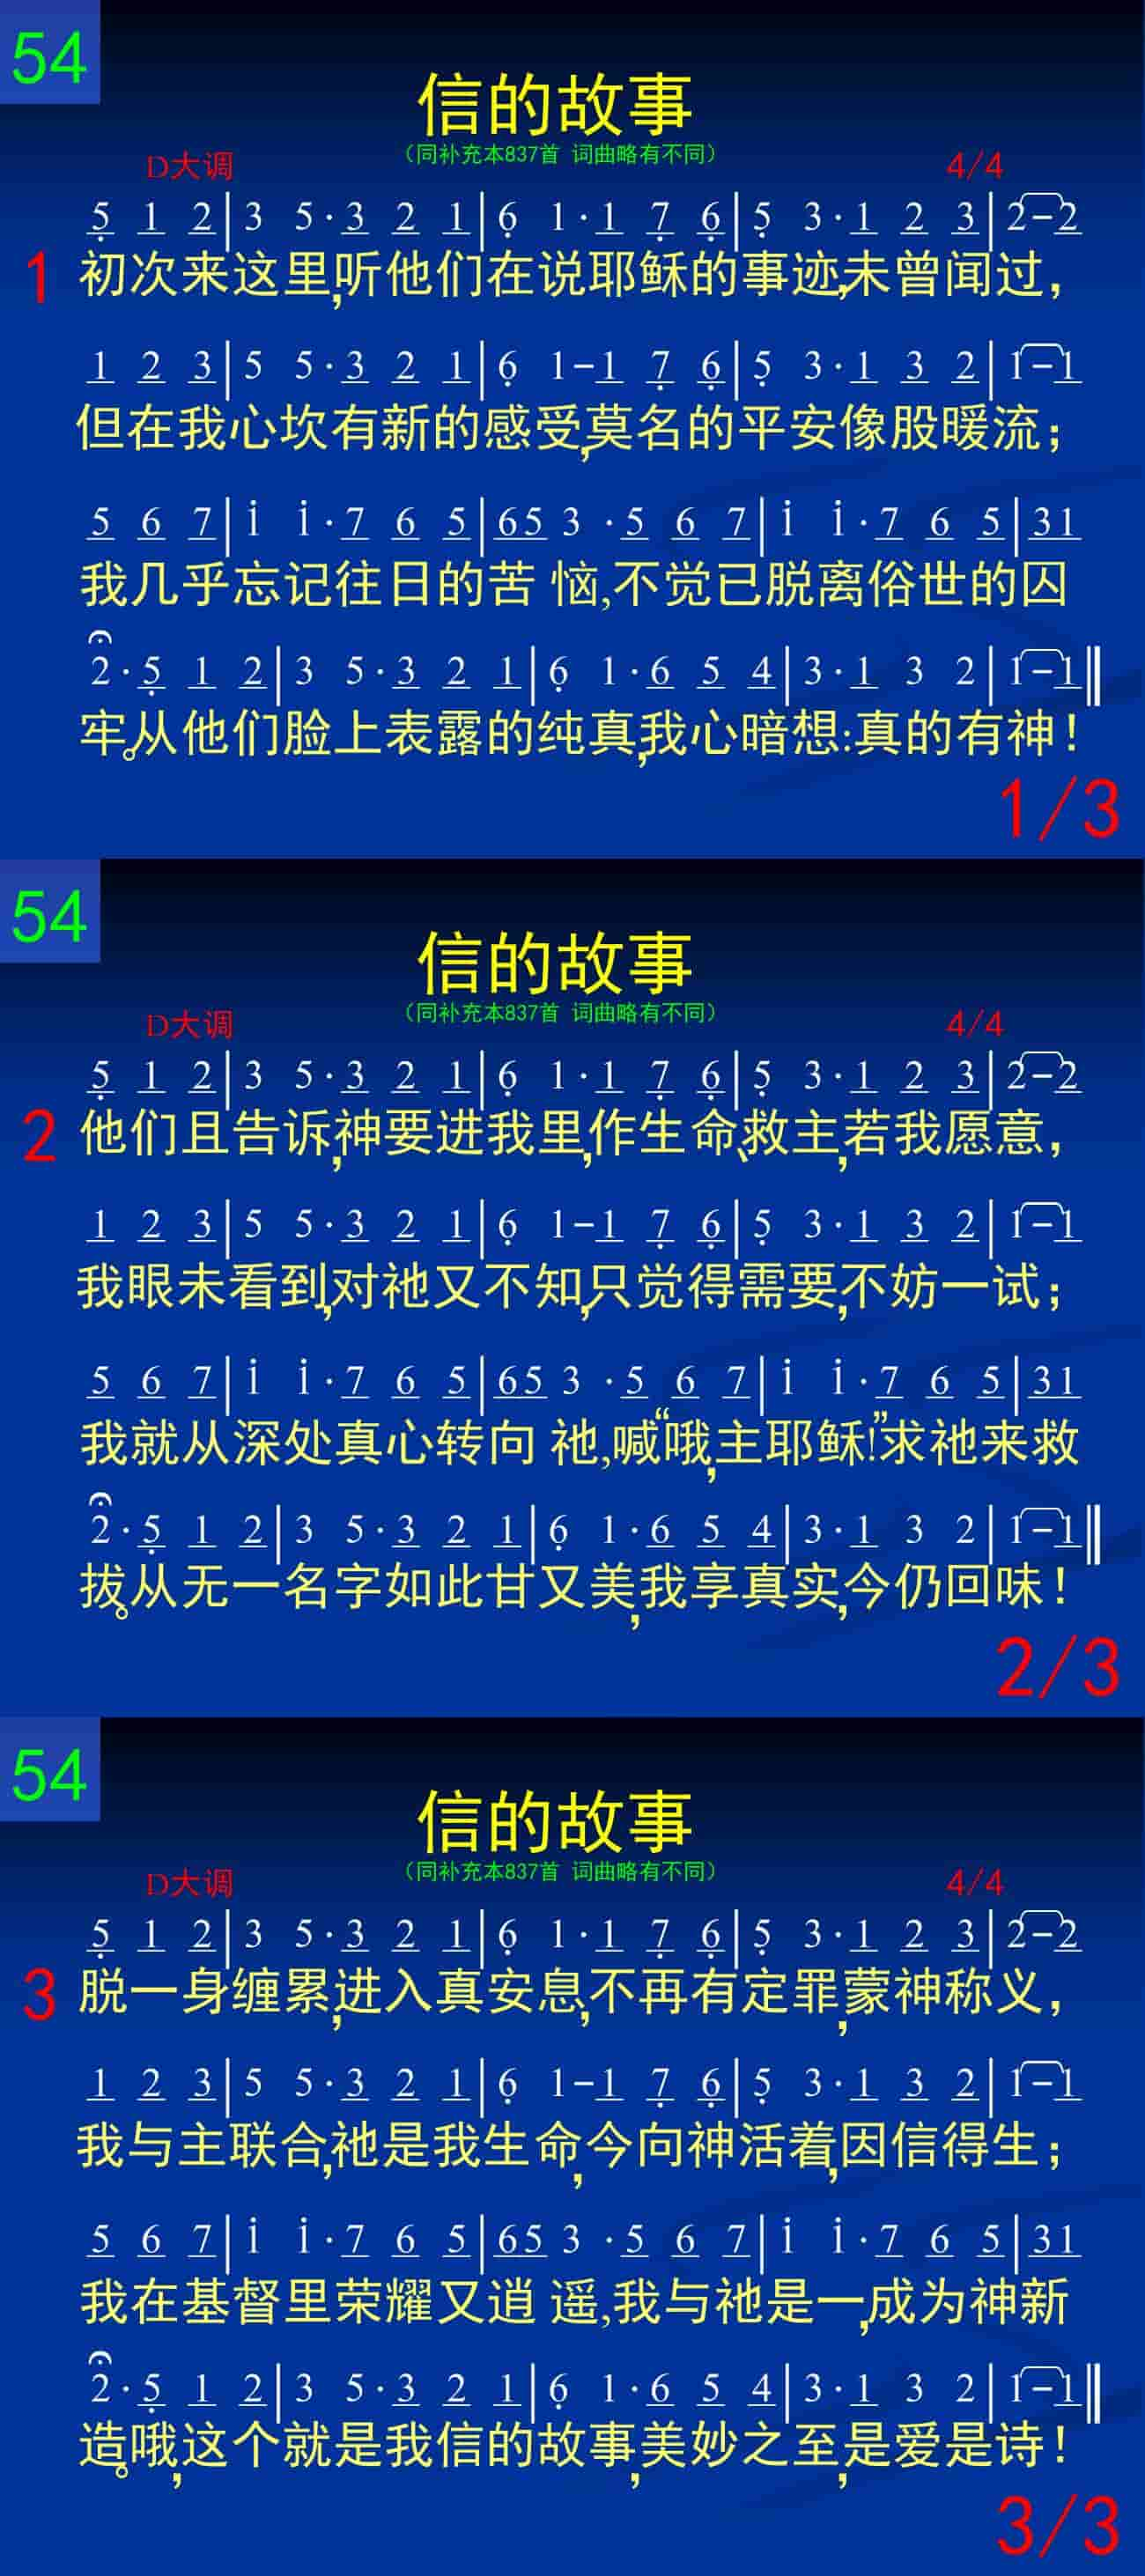 54
信的故事
（同补充本837首 词曲略有不同）
D大调 4/4
5̣ 1 2|3 5·3 2 1|6̣ 1·1 7̣ 6̣|5̣ 3·1 2 3|2-2
1 初次来这里,听他们在说耶稣的事迹,未曾闻过,
1 2 3|5 5·3 2 1|6̣ 1-1 7̣ 6̣|5̣ 3·1 3 2|1-1
但在我心坎有新的感受,莫名的平安像股暖流;
5 6 7|i i·7 6 5|65 3 ·5 6 7|i i·7 6 5|31
我几乎忘记往日的苦 恼,不觉已脱离俗世的囚
2·5̣ 1 2|3 5·3 2 1|6̣ 1·6 5 4|3·1 3 2|1-1‖
牢。从他们脸上表露的纯真,我心暗想:真的有神!
1/3
54
信的故事
（同补充本837首 词曲略有不同）
D大调 4/4
5̣ 1 2|3 5·3 2 1|6̣ 1·1 7̣ 6̣|5̣ 3·1 2 3|2-2
2 他们且告诉,神要进我里,作生命、救主,若我愿意,
1 2 3|5 5·3 2 1|6̣ 1-1 7̣ 6̣|5̣ 3·1 3 2|1-1
我眼未看到,对祂又不知,只觉得需要,不妨一试;
5 6 7|i i·7 6 5|65 3 ·5 6 7|i i·7 6 5|31
我就从深处真心转向 祂,喊“哦,主耶稣!”求祂来救
2·5̣ 1 2|3 5·3 2 1|6̣ 1·6 5 4|3·1 3 2|1-1‖
拔。从无一名字如此甘又美,我享真实,今仍回味!
2/3
54
信的故事
（同补充本837首 词曲略有不同）
D大调 4/4
5̣ 1 2|3 5·3 2 1|6̣ 1·1 7̣ 6̣|5̣ 3·1 2 3|2-2
3 脱一身缠累,进入真安息,不再有定罪,蒙神称义,
1 2 3|5 5·3 2 1|6̣ 1-1 7̣ 6̣|5̣ 3·1 3 2|1-1
我与主联合,祂是我生命,今向神活着,因信得生;
5 6 7|i i·7 6 5|65 3 ·5 6 7|i i·7 6 5|31
我在基督里荣耀又逍 遥,我与祂是一,成为神新
2·5̣ 1 2|3 5·3 2 1|6̣ 1·6 5 4|3·1 3 2|1-1‖
造。哦,这个就是我信的故事,美妙之至,是爱是诗!
3/3